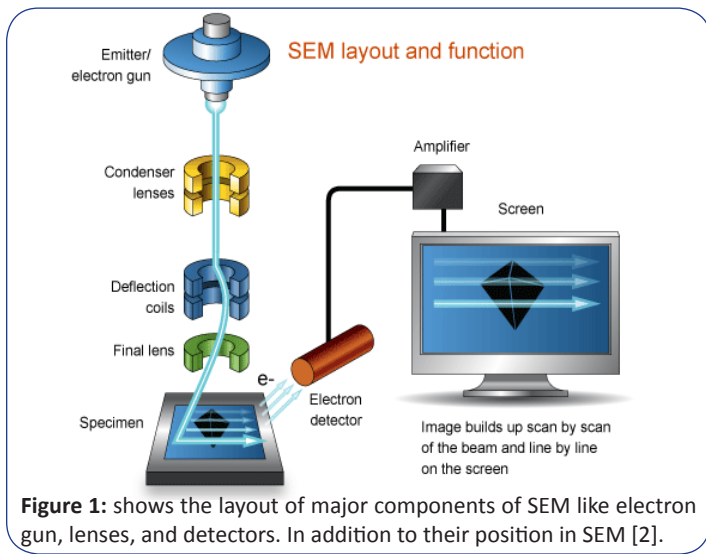 SEM layout and function
Emitter/
electron gun
Condenser
lenses
Amplifier
Screen
Deflection
coils
Final lens
e-
Electron
detector
Specimen
Image builds up scan by scan
of the beam and line by line
on the screen
Figure 1: shows the layout of major components of SEM like electron
gun, lenses, and detectors. In addition to their position in SEM [2].